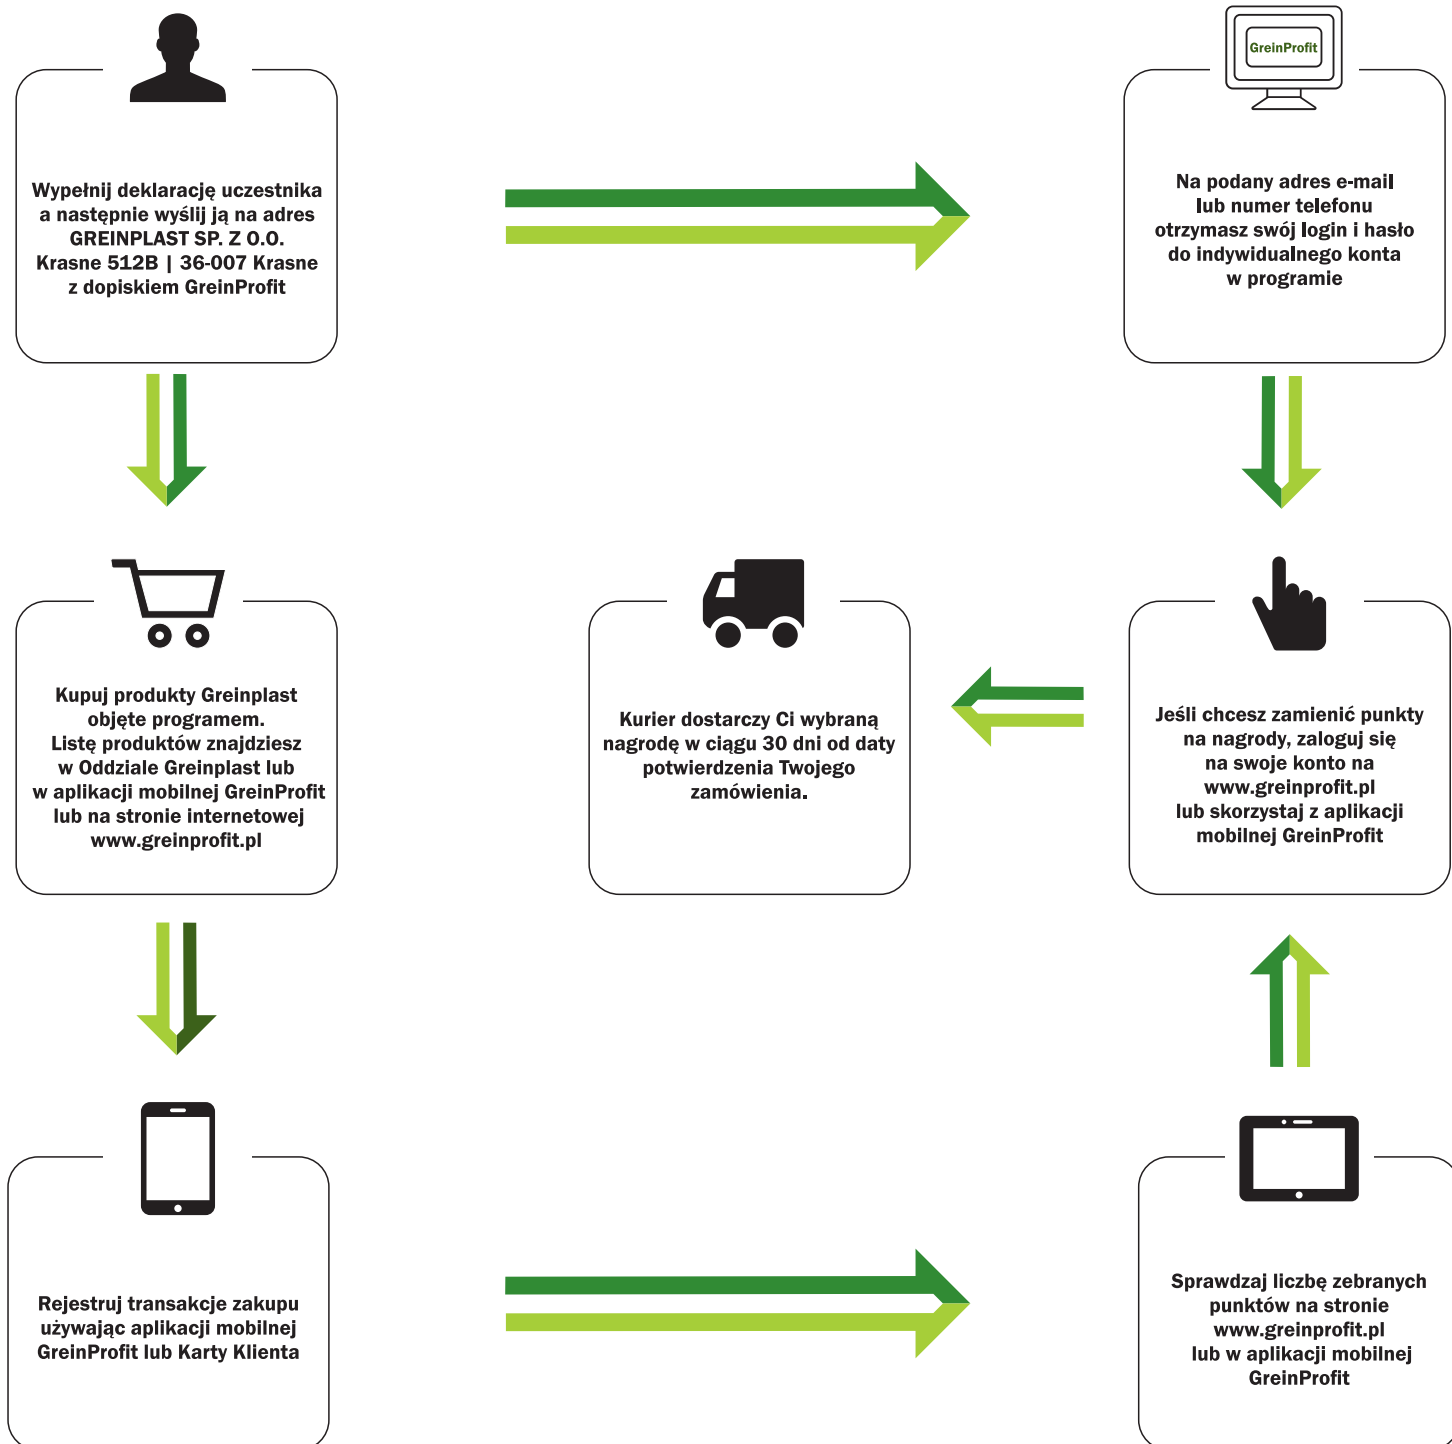 Wypełnij deklarację uczestnika
a następnie wyślij ją na adres
GREINPLAST SP. Z O.O.
Krasne 512B | 36-007 Krasne
z dopiskiem GreinProfit
GreinProfit
Na podany adres e-mail
lub numer telefonu
otrzymasz swój login i hasło
do indywidualnego konta
w programie
Kupuj produkty Greinplast
objęte programem.
Listę produktów znajdziesz
w Oddziale Greinplast lub
w aplikacji mobilnej GreinProfit
lub na stronie internetowej
www.greinprofit.pl
Kurier dostarczy Ci wybraną
nagrodę w ciągu 30 dni od daty
potwierdzenia Twojego
zamówienia.
Jeśli chcesz zamienić punkty
na nagrody, zaloguj się
na swoje konto na
www.greinprofit.pl
lub skorzystaj z aplikacji
mobilnej GreinProfit
Rejestruj transakcje zakupu
używając aplikacji mobilnej
GreinProfit lub Karty Klienta
Sprawdzaj liczbę zebranych
punktów na stronie
www.greinprofit.pl
lub w aplikacji mobilnej
GreinProfit